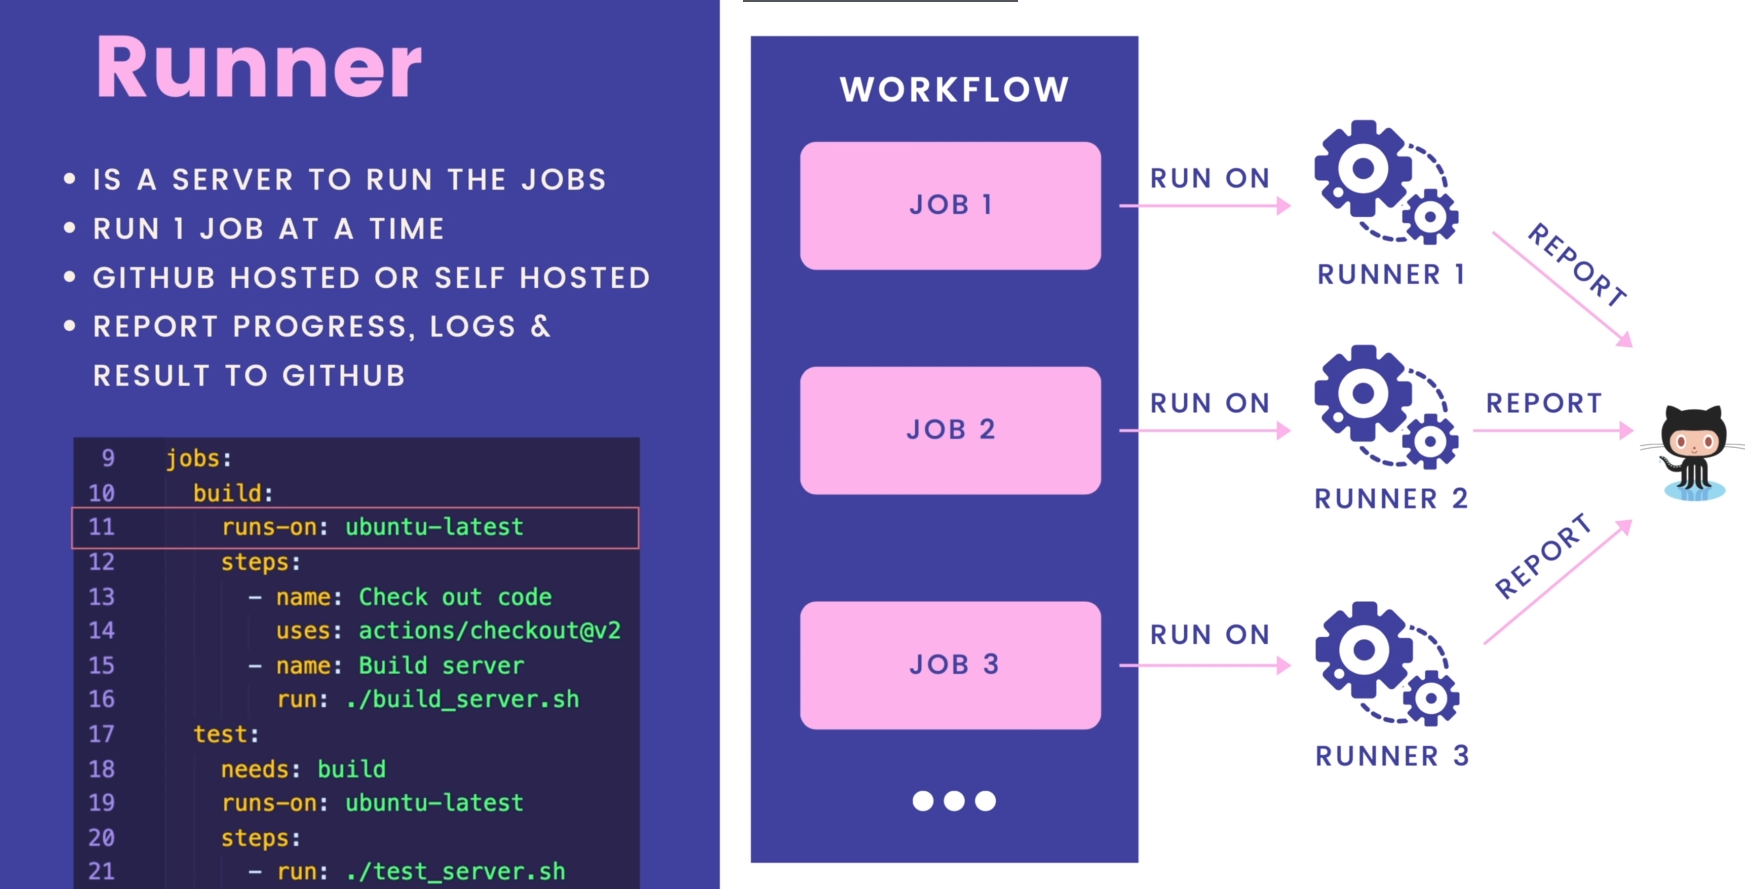 Runner
• IS A SERVER TO RUN THE JOBS
• RUN 1 JOB AT A TIME
• GITHUB HOSTED OR SELF HOSTED
• REPORT PROGRESS, LOGS &
RESULT TO GITHUB
9 jobs:
10 build:
11 runs-on: ubuntu-latest
12 steps:
13 - name: Check out code
14 uses: actions/checkout@v2
15 - name: Build server
16 run: ./build_server.sh
17 test:
18 needs: build
19 runs-on: ubuntu-latest
20 steps:
21 - run: ./test_server.sh
WORKFLOW
JOB 1
RUN ON
RUNNER 1
REPORT
JOB 2
RUN ON
RUNNER 2
REPORT
JOB 3
RUN ON
RUNNER 3
REPORT